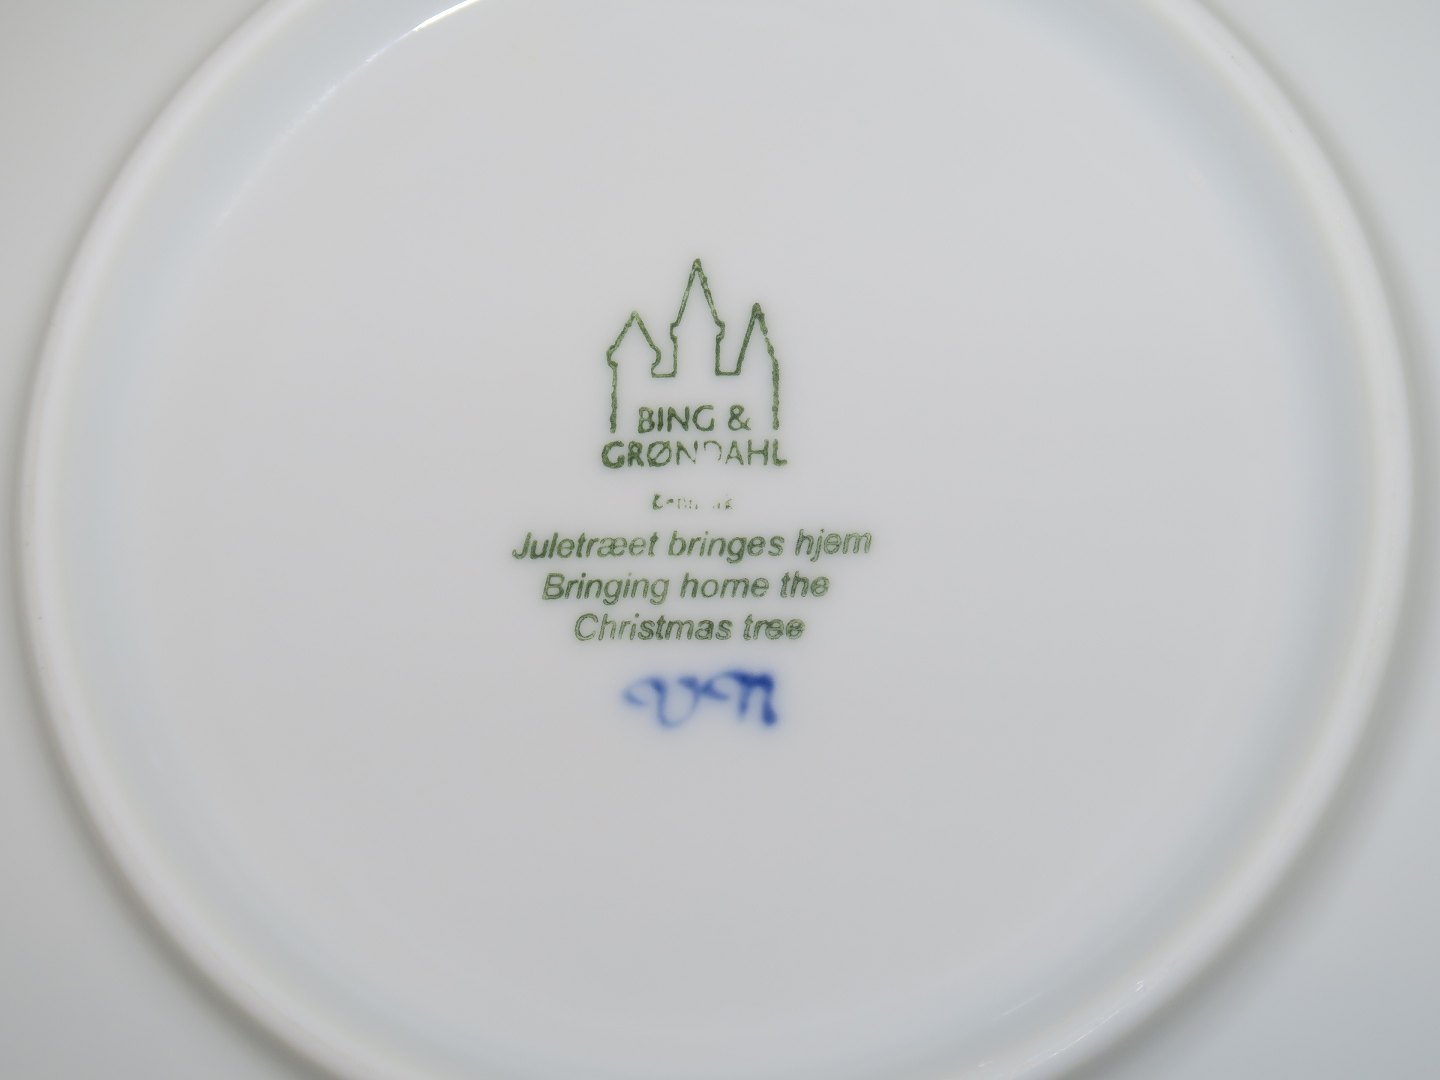 BING &
GRØNDAHL
Juletræet bringes hjem
Bringing home the
Christmas tree